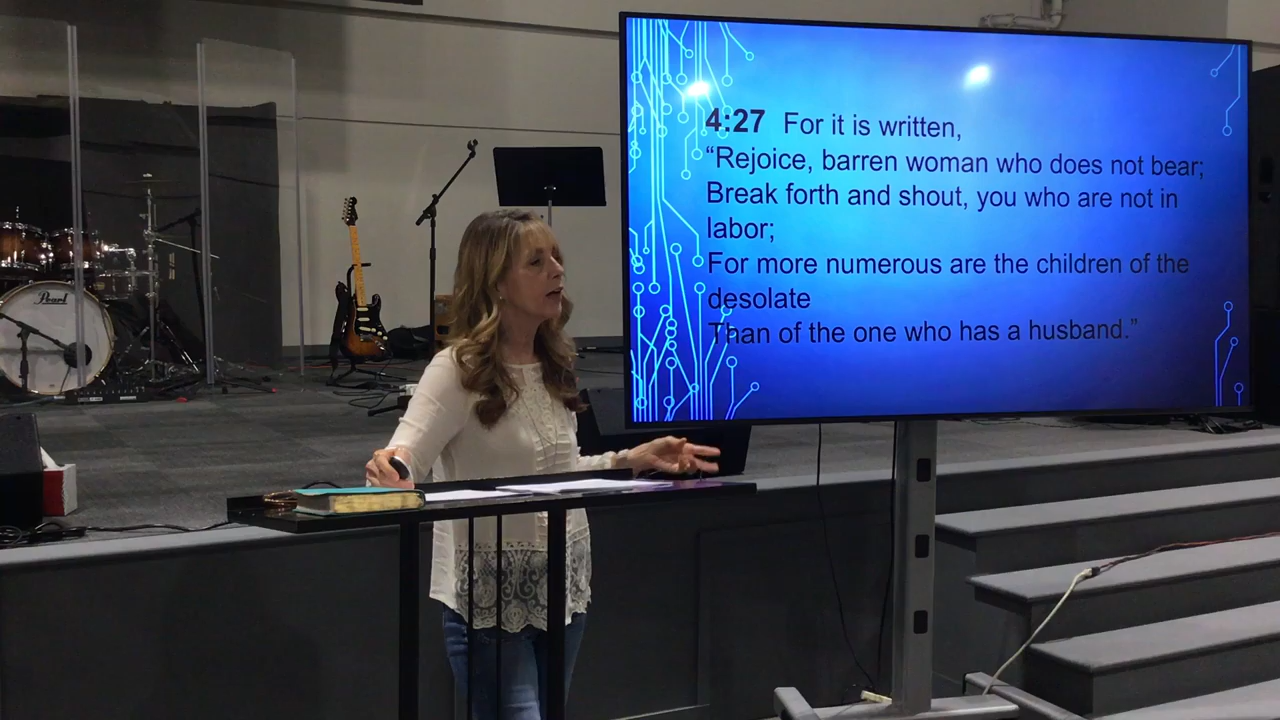 4:27 For it is written,
“Rejoice, barren woman who does not bear;
Break forth and shout, you who are not in
labor;
For more numerous are the children of the
desolate
Than of the one who has a husband.”
Pearl